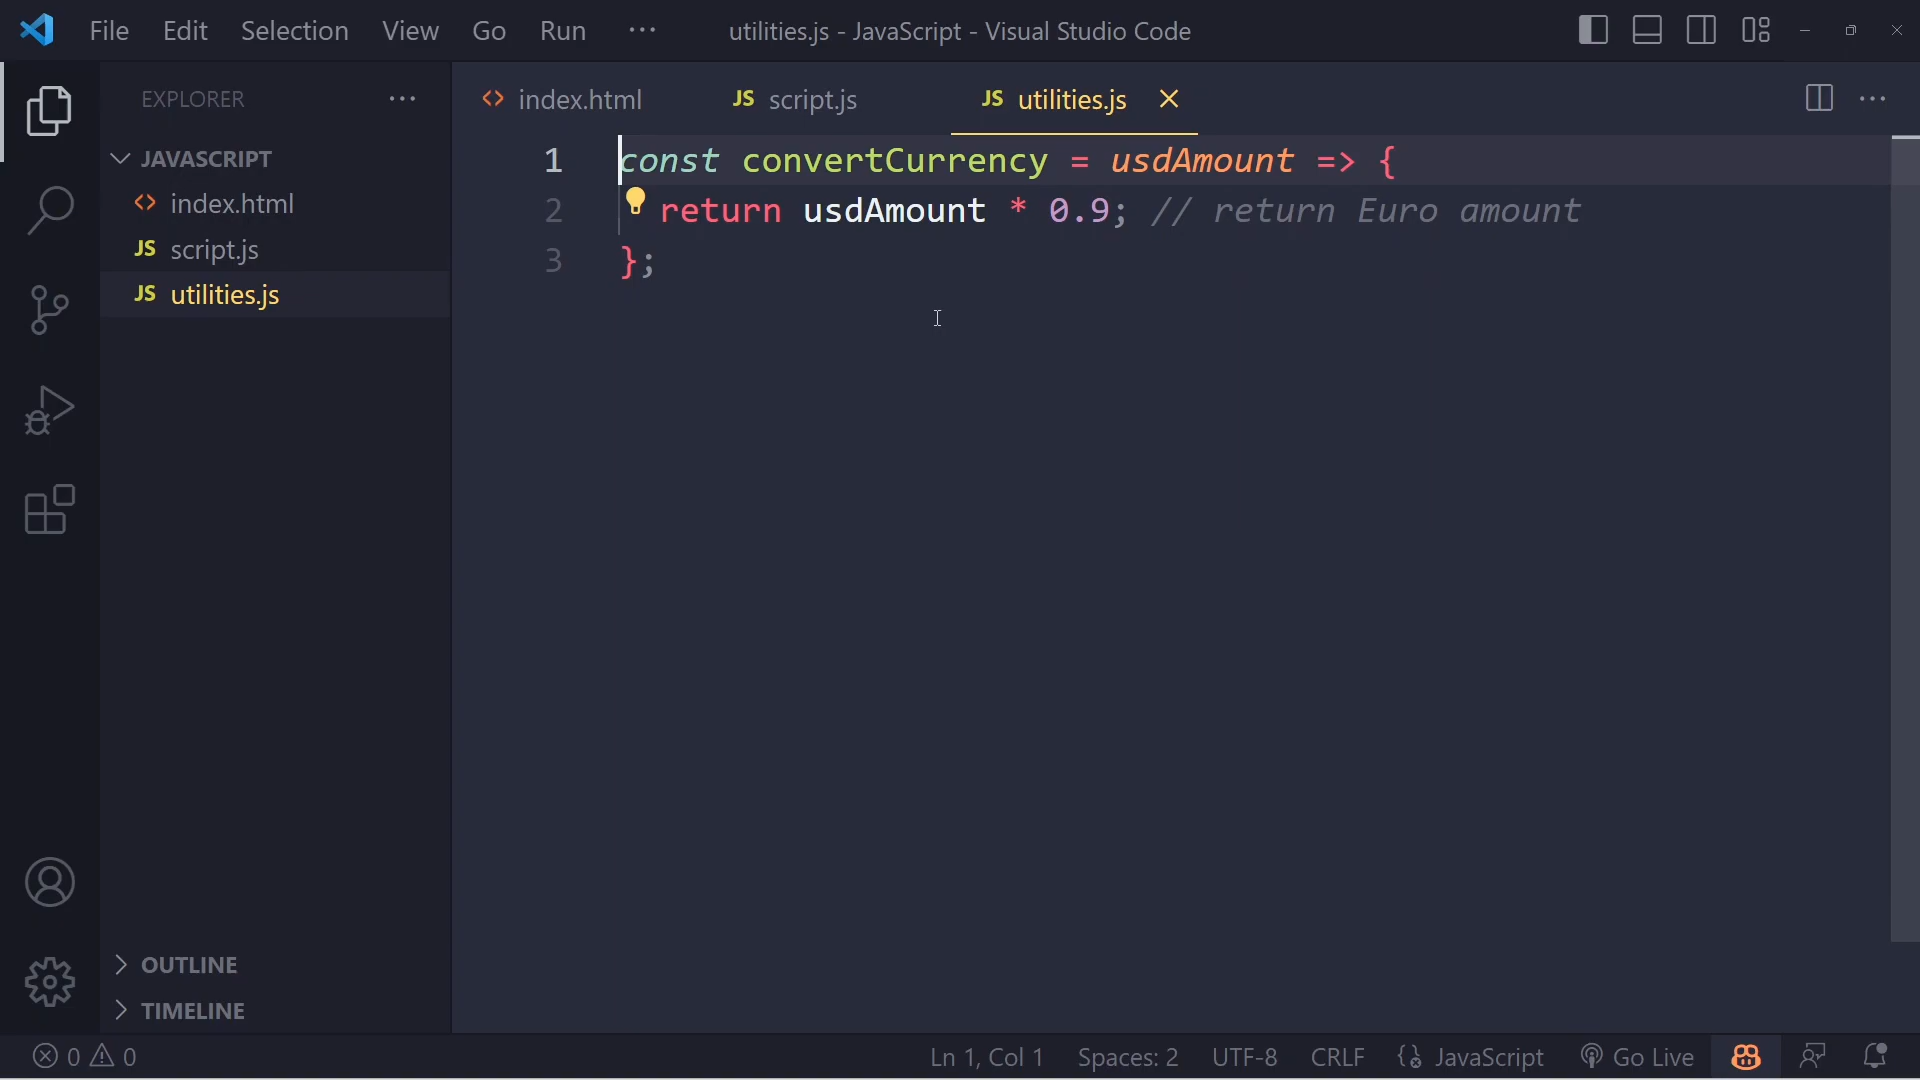 File Edit Selection View Go Run ··· utilities.js - JavaScript - Visual Studio Code
EXPLORER ···
<> index.html JS script.js JS utilities.js
JAVASCRIPT
<> index.html
JS script.js
JS utilities.js
1 const convertCurrency = usdAmount => {
2 return usdAmount * 0.9; // return Euro amount
3 };
OUTLINE
TIMELINE
0 0 Ln 1, Col 1 Spaces: 2 UTF-8 CRLF JavaScript Go Live